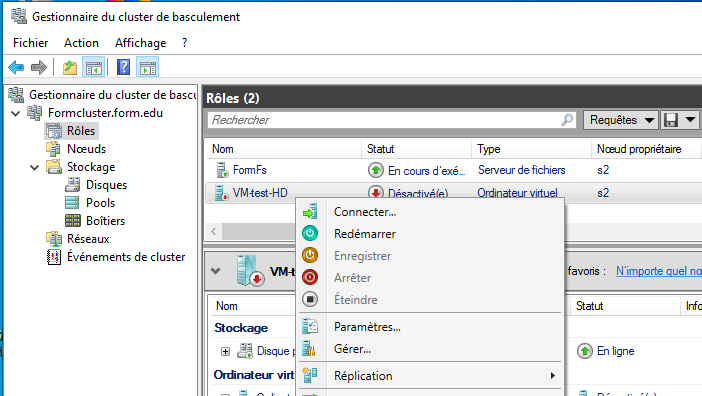 Gestionnaire du cluster de basculement
Fichier Action Affichage ?
Gestionnaire du cluster de bascu
Formcluster.form.edu
Rôles
Nœuds
Stockage
Disques
Pools
Boîtiers
Réseaux
Événements de cluster
Rôles (2)
Rechercher Requêtes
Nom Statut Type Nœud propriétaire
FormFs En cours d'exé... Serveur de fichiers s2
VM-test-HD Désactivé(e) Ordinateur virtuel s2
Connecter...
Redémarrer
Enregistrer
Arrêter
Éteindre
Paramètres...
Gérer...
Réplication
VM-t favoris : N'importe quel no
Nom Statut Info
Stockage
Disque p En ligne
Ordinateur virt